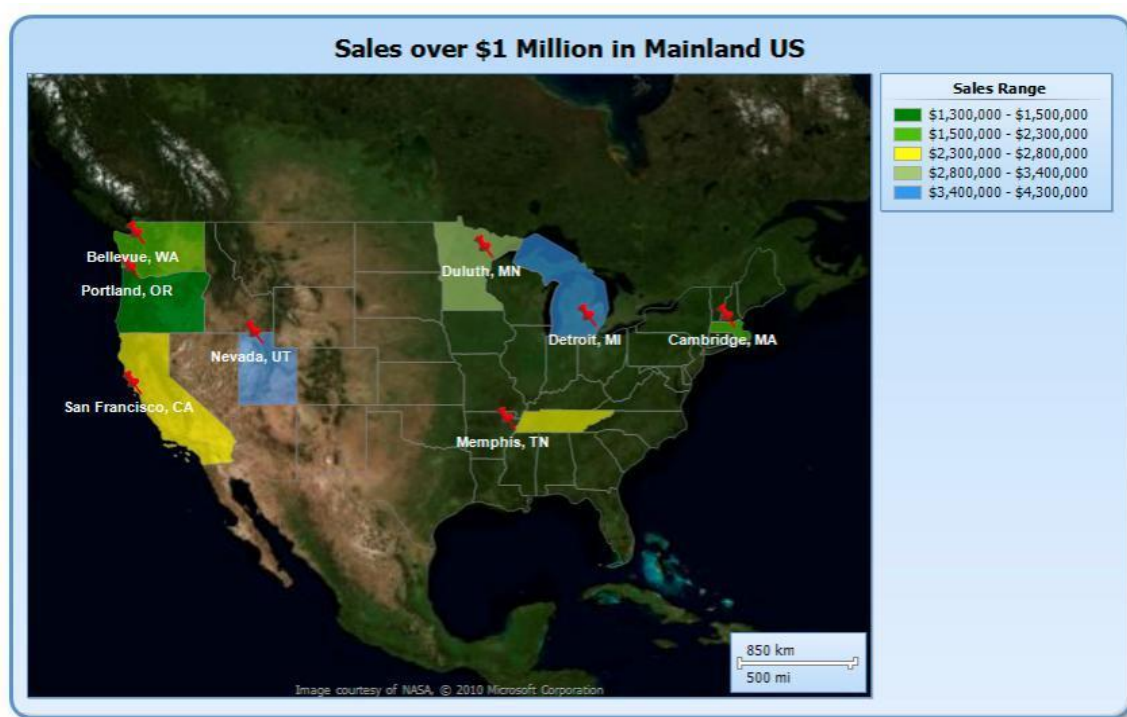 Sales over $1 Million in Mainland US
Sales Range
$1,300,000 - $1,500,000
$1,500,000 - $2,300,000
$2,300,000 - $2,800,000
$2,800,000 - $3,400,000
$3,400,000 - $4,300,000
Bellevue, WA
Duluth, MN
Portland, OR
Detroit, MI
Cambridge, MA
Nevada, UT
San Francisco, CA
Memphis, TN
850 km
500 mi
Image courtesy of NASA, © 2010 Microsoft Corporation